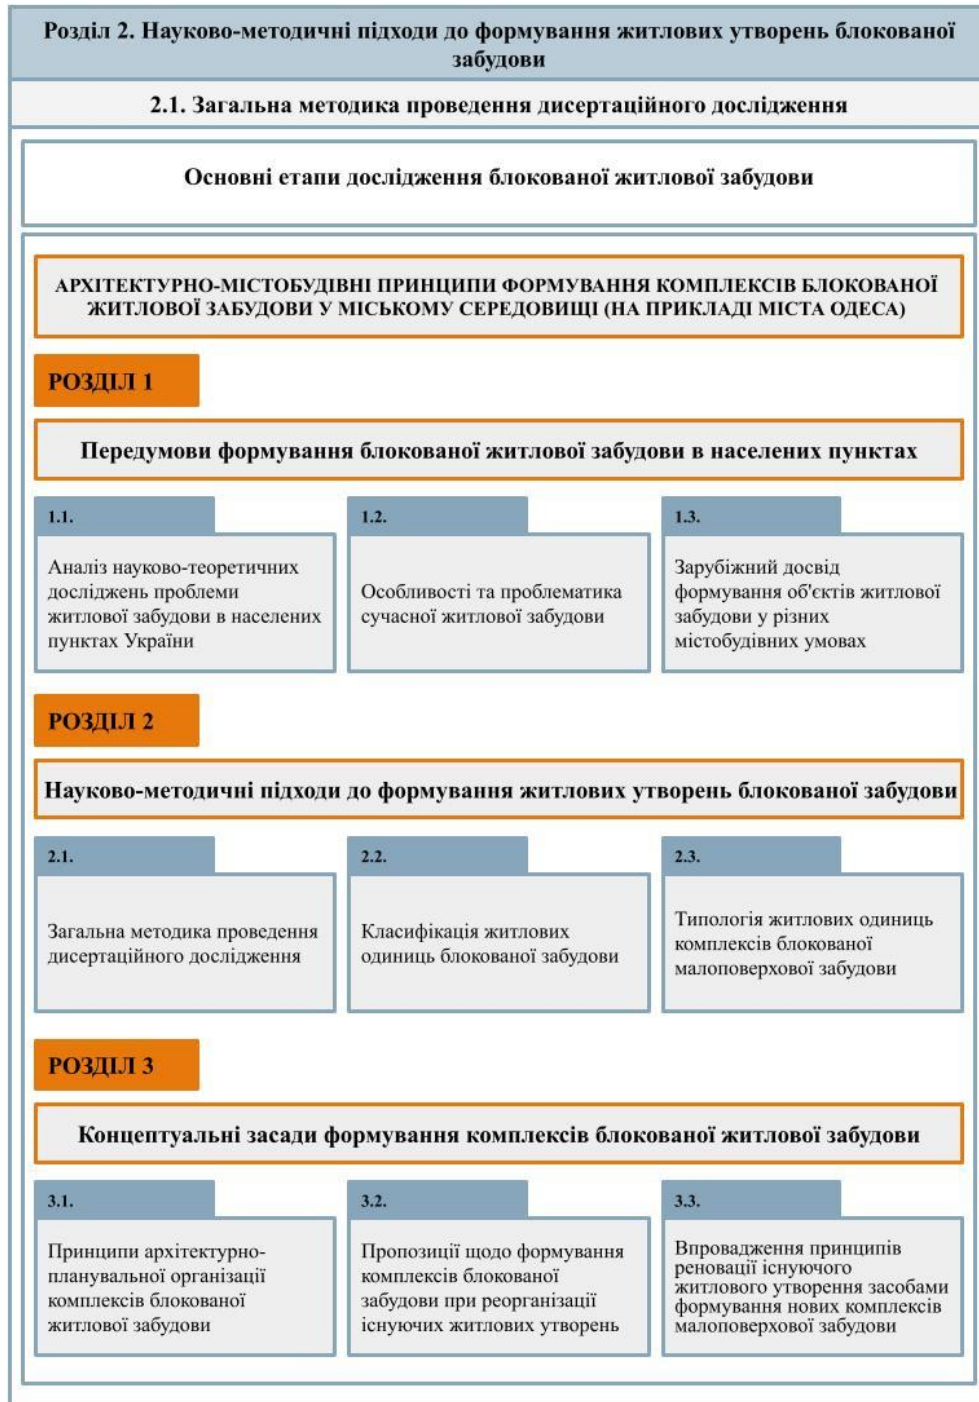 Розділ 2. Науково-методичні підходи до формування житлових утворень блокованої
забудови
2.1. Загальна методика проведення дисертаційного дослідження
Основні етапи дослідження блокованої житлової забудови
АРХІТЕКТУРНО-МІСТОБУДІВНІ ПРИНЦИПИ ФОРМУВАННЯ КОМПЛЕКСІВ БЛОКОВАНОЇ
ЖИТЛОВОЇ ЗАБУДОВИ У МІСЬКОМУ СЕРЕДОВИЩІ (НА ПРИКЛАДІ МІСТА ОДЕСА)
РОЗДІЛ 1
Передумови формування блокованої житлової забудови в населених пунктах
1.1.
Аналіз науково-теоретичних
досліджень проблеми
житлової забудови в населених
пунктах України
1.2.
Особливості та проблематика
сучасної житлової забудови
1.3.
Зарубіжний досвід
формування об'єктів житлової
забудови у різних
містобудівних умовах
РОЗДІЛ 2
Науково-методичні підходи до формування житлових утворень блокованої забудови
2.1.
Загальна методика проведення
дисертаційного дослідження
2.2.
Класифікація житлових
одиниць блокованої забудови
2.3.
Типологія житлових одиниць
комплексів блокованої
малоповерхової забудови
РОЗДІЛ 3
Концептуальні засади формування комплексів блокованої житлової забудови
3.1.
Принципи архітектурно-
планувальної організації
комплексів блокованої
житлової забудови
3.2.
Пропозиції щодо формування
комплексів блокованої
забудови при реорганізації
існуючих житлових утворень
3.3.
Впровадження принципів
реновації існуючого
житлового утворення засобами
формування нових комплексів
малоповерхової забудови